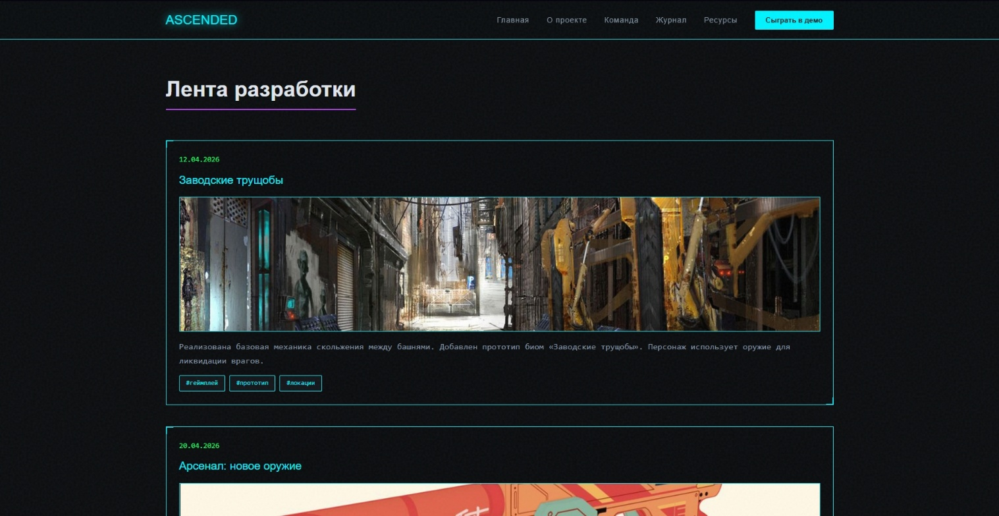 ASCENDED
Главная О проекте Команда Журнал Ресурсы Сыграть в демо
Лента разработки
12.04.2026
Заводские трущобы
P
Реализована базовая механика скольжения между башнями. Добавлен прототип биом «Заводские трущобы». Персонаж использует оружие для
ликвидации врагов.
#геймплей #прототип #локации
20.04.2026
Арсенал: новое оружие